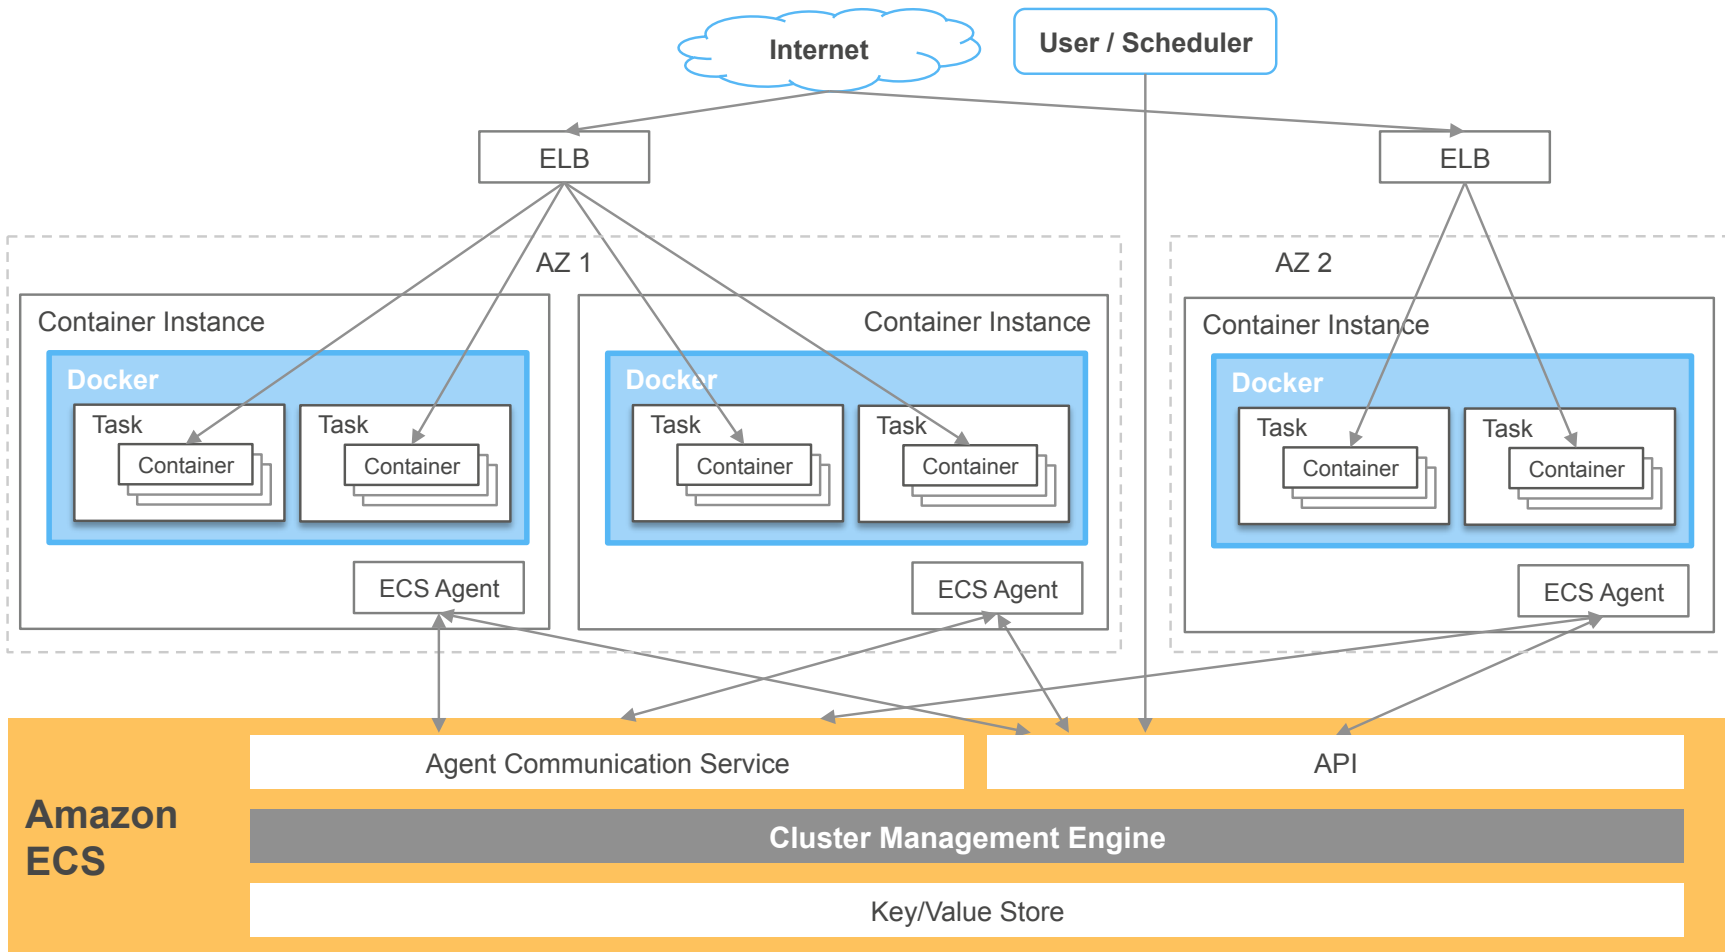 Internet
User / Scheduler
ELB
ELB
AZ 1
AZ 2
Container Instance
Container Instance
Container Instance
Docker
Docker
Docker
Task
Task
Task
Task
Task
Task
Container
Container
Container
Container
Container
Container
ECS Agent
ECS Agent
ECS Agent
Agent Communication Service
API
Amazon
ECS
Cluster Management Engine
Key/Value Store